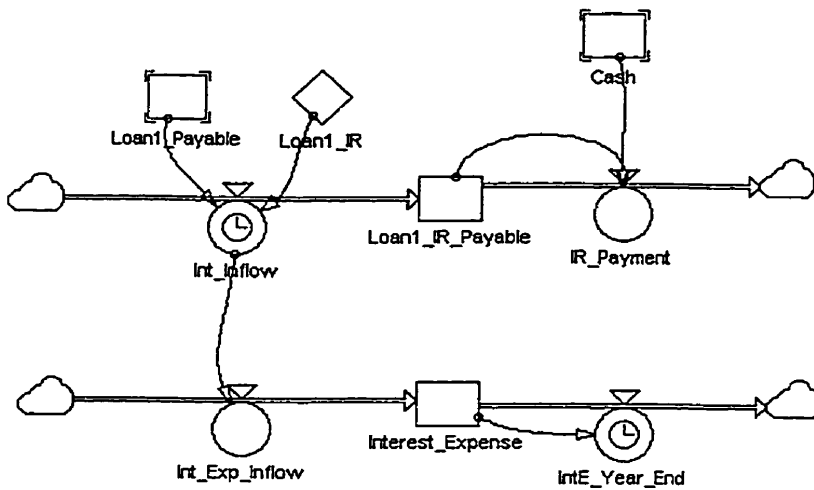 Cash
Loan1_Payable
Loan1_IR
Loan1_IR_Payable
IR_Payment
Int_Inflow
Interest_Expense
Int_Exp_Inflow
IntE_Year_End